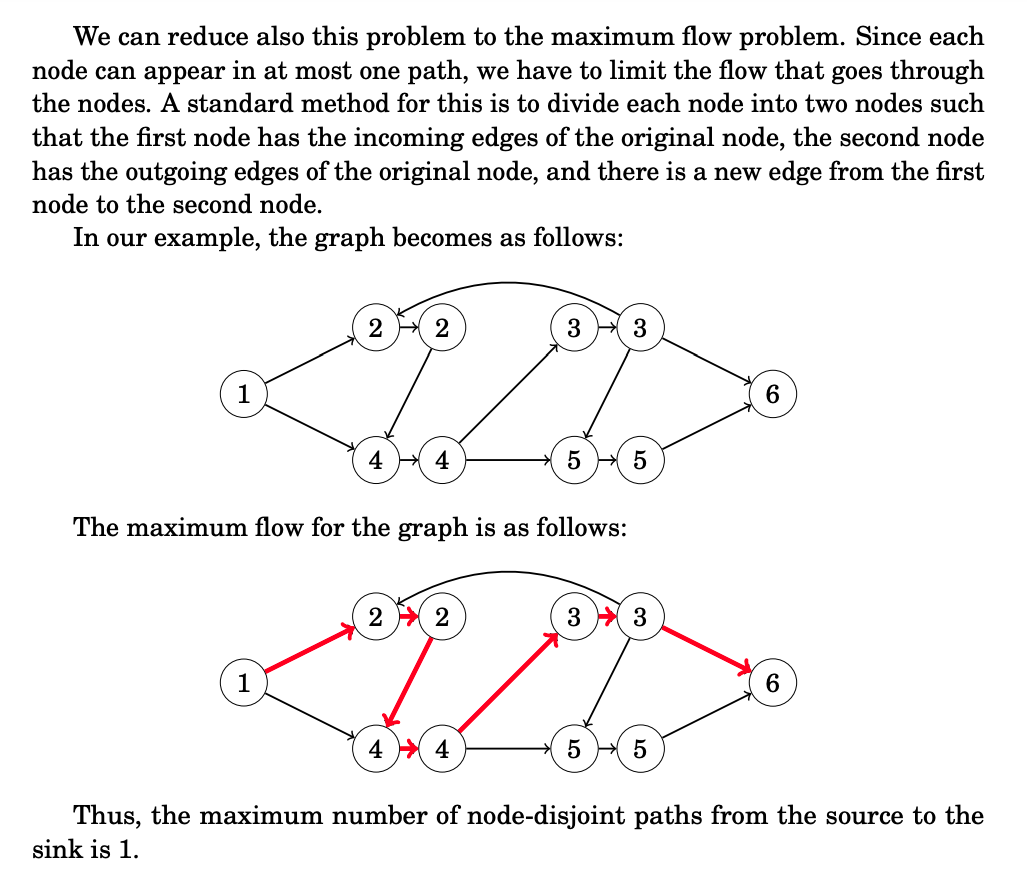 We can reduce also this problem to the maximum flow problem. Since each
node can appear in at most one path, we have to limit the flow that goes through
the nodes. A standard method for this is to divide each node into two nodes such
that the first node has the incoming edges of the original node, the second node
has the outgoing edges of the original node, and there is a new edge from the first
node to the second node.
In our example, the graph becomes as follows:
2 2 3 3
1 6
4 4 5 5
The maximum flow for the graph is as follows:
2 2 3 3
1 6
4 4 5 5
Thus, the maximum number of node-disjoint paths from the source to the
sink is 1.